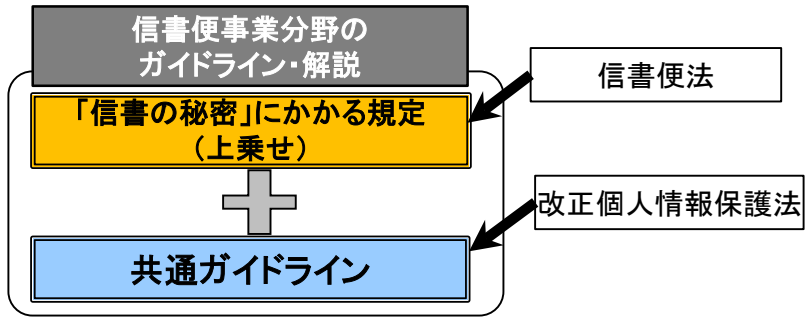 信書便事業分野の
ガイドライン・解説
「信書の秘密」にかかる規定
（上乗せ）
信書便法
改正個人情報保護法
共通ガイドライン